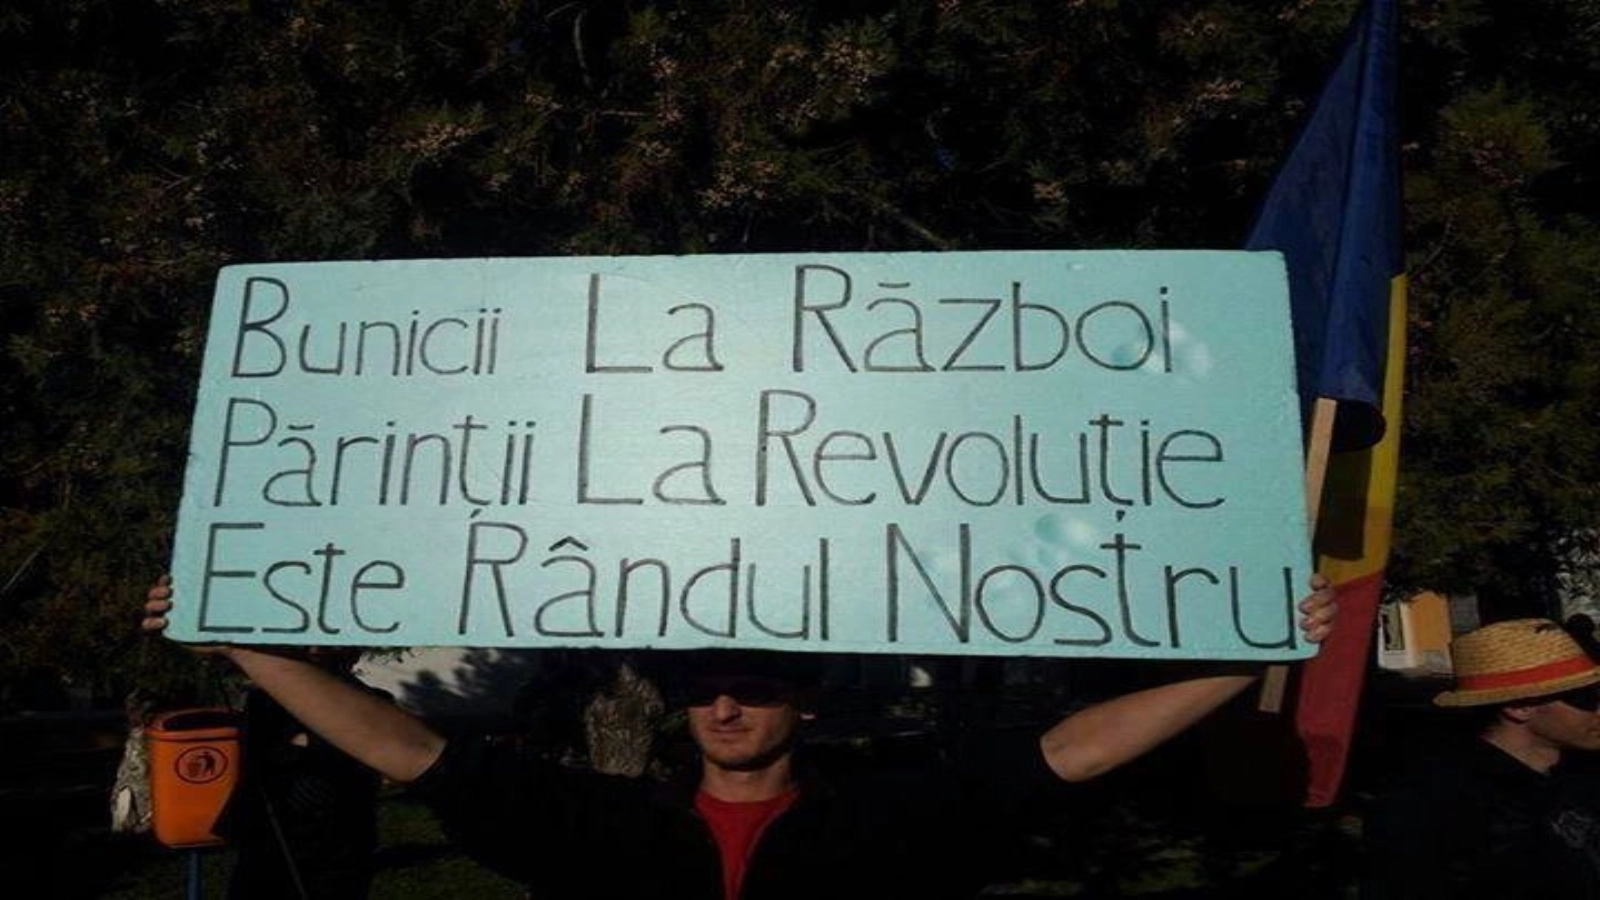 Bunicii La Război
Părinții La Revoluție
Este Rândul Nostru